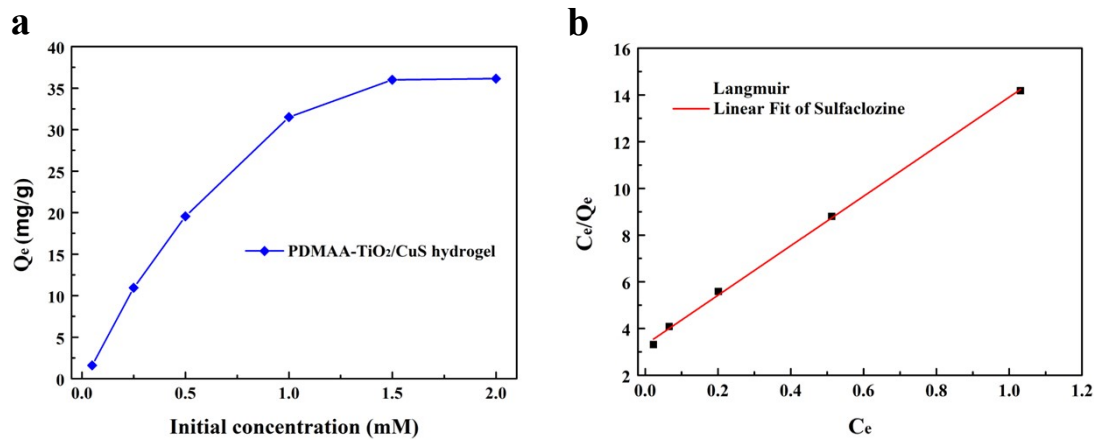 a
40
35
30
25
20
15
10
5
0
Qe (mg/g)
PDMAA-TiO2/CuS hydrogel
0.0 0.5 1.0 1.5 2.0
Initial concentration (mM)
b
16
14
12
10
8
6
4
2
Ce/Qe
Langmuir
Linear Fit of Sulfaclozine
0.0 0.2 0.4 0.6 0.8 1.0 1.2
Ce